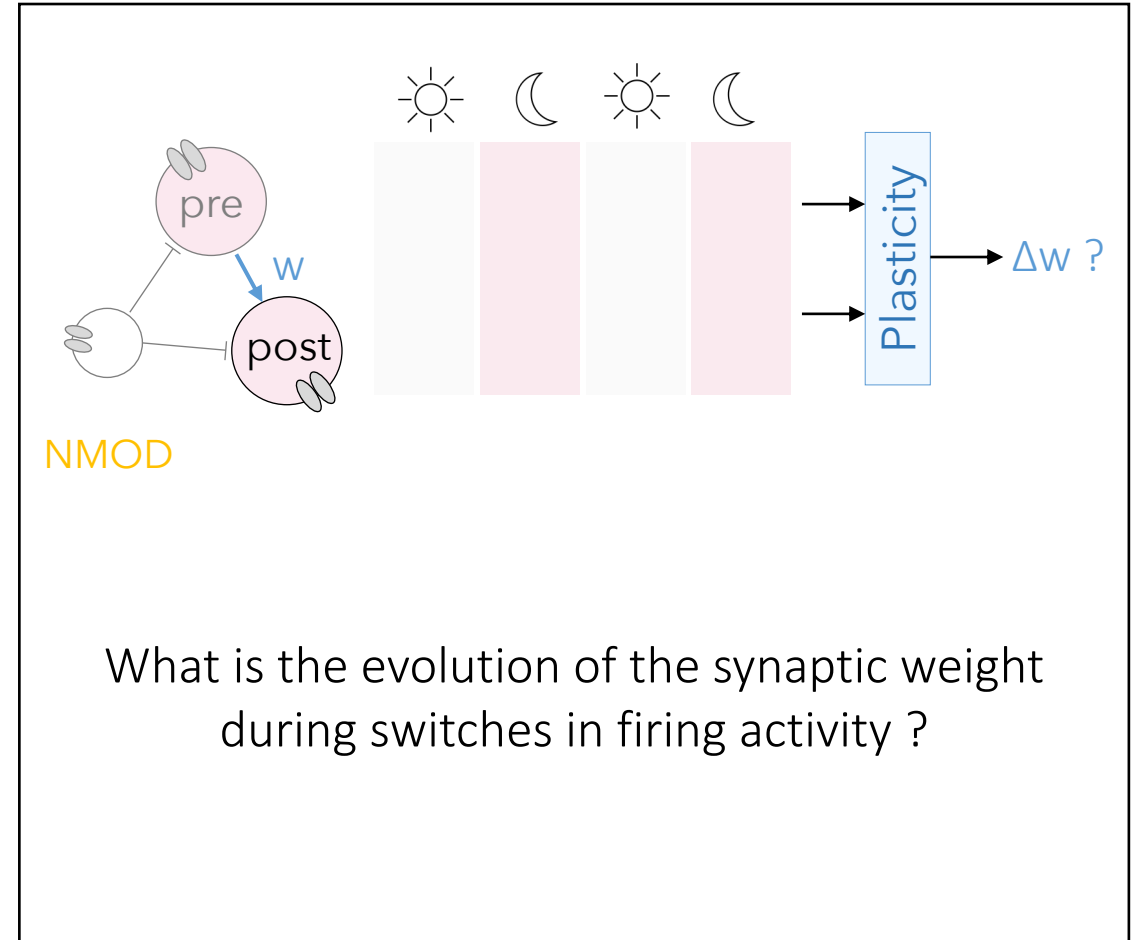 pre
w
post
NMOD
Plasticity
Δw ?
What is the evolution of the synaptic weight
during switches in firing activity ?